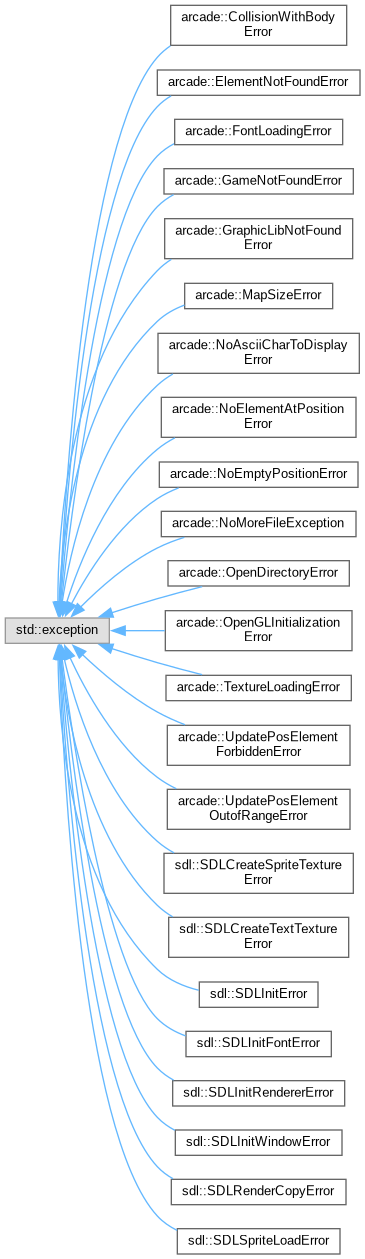 arcade::CollisionWithBody
Error
arcade::ElementNotFoundError
arcade::FontLoadingError
arcade::GameNotFoundError
arcade::GraphicLibNotFound
Error
arcade::MapSizeError
arcade::NoAsciiCharToDisplay
Error
arcade::NoElementAtPosition
Error
arcade::NoEmptyPositionError
arcade::NoMoreFileException
arcade::OpenDirectoryError
std::exception
arcade::OpenGLInitialization
Error
arcade::TextureLoadingError
arcade::UpdatePosElement
ForbiddenError
arcade::UpdatePosElement
OutofRangeError
sdl::SDLCreateSpriteTexture
Error
sdl::SDLCreateTextTexture
Error
sdl::SDLInitError
sdl::SDLInitFontError
sdl::SDLInitRendererError
sdl::SDLInitWindowError
sdl::SDLRenderCopyError
sdl::SDLSpriteLoadError